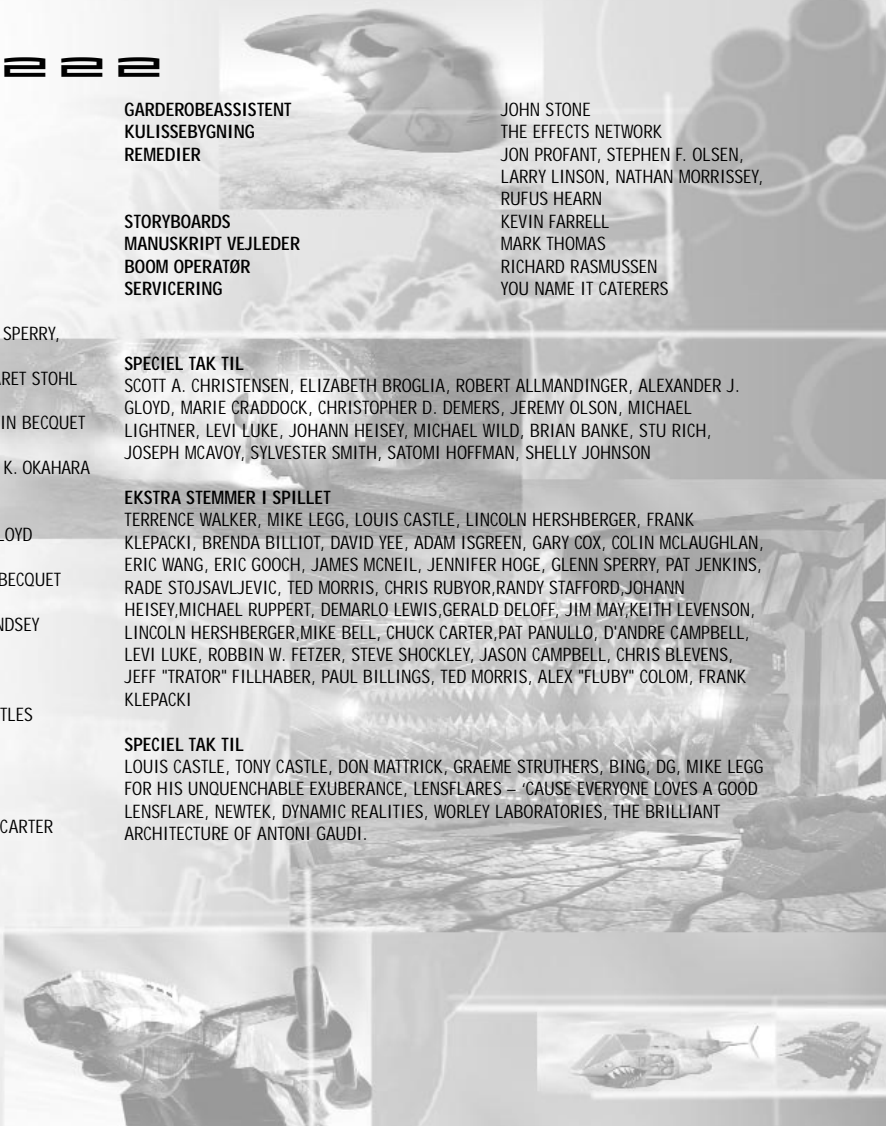 222
SPERRY,
ARET STOHL
IN BECQUET
K. OKAHARA
LOYD
BECQUET
NDSEY
TLES
CARTER
GARDEROBEASSISTENT JOHN STONE
KULISSEBYGNING THE EFFECTS NETWORK
REMEDIER JON PROFANT, STEPHEN F. OLSEN,
LARRY LINSON, NATHAN MORRISSEY,
RUFUS HEARN
STORYBOARDS KEVIN FARRELL
MANUSKRIPT VEJLEDER MARK THOMAS
BOOM OPERATØR RICHARD RASMUSSEN
SERVICERING YOU NAME IT CATERERS
SPECIEL TAK TIL
SCOTT A. CHRISTENSEN, ELIZABETH BROGLIA, ROBERT ALLMANDINGER, ALEXANDER J.
GLOYD, MARIE CRADDOCK, CHRISTOPHER D. DEMERS, JEREMY OLSON, MICHAEL
LIGHTNER, LEVI LUKE, JOHANN HEISEY, MICHAEL WILD, BRIAN BANKE, STU RICH,
JOSEPH MCAVOY, SYLVESTER SMITH, SATOMI HOFFMAN, SHELLY JOHNSON
EKSTRA STEMMER I SPILLET
TERRENCE WALKER, MIKE LEGG, LOUIS CASTLE, LINCOLN HERSHBERGER, FRANK
KLEPACKI, BRENDA BILLIOT, DAVID YEE, ADAM ISGREEN, GARY COX, COLIN MCLAUGHLAN,
ERIC WANG, ERIC GOOCH, JAMES MCNEIL, JENNIFER HOGE, GLENN SPERRY, PAT JENKINS,
RADE STOJSAVLJEVIC, TED MORRIS, CHRIS RUBYOR,RANDY STAFFORD,JOHANN
HEISEY,MICHAEL RUPPERT, DEMARLO LEWIS,GERALD DELOFF, JIM MAY,KEITH LEVENSON,
LINCOLN HERSHBERGER,MIKE BELL, CHUCK CARTER,PAT PANULLO, D'ANDRE CAMPBELL,
LEVI LUKE, ROBBIN W. FETZER, STEVE SHOCKLEY, JASON CAMPBELL, CHRIS BLEVENS,
JEFF "TRATOR" FILLHABER, PAUL BILLINGS, TED MORRIS, ALEX "FLUBY" COLOM, FRANK
KLEPACKI
SPECIEL TAK TIL
LOUIS CASTLE, TONY CASTLE, DON MATTRICK, GRAEME STRUTHERS, BING, DG, MIKE LEGG
FOR HIS UNQUENCHABLE EXUBERANCE, LENSFLARES – 'CAUSE EVERYONE LOVES A GOOD
LENSFLARE, NEWTEK, DYNAMIC REALITIES, WORLEY LABORATORIES, THE BRILLIANT
ARCHITECTURE OF ANTONI GAUDI.